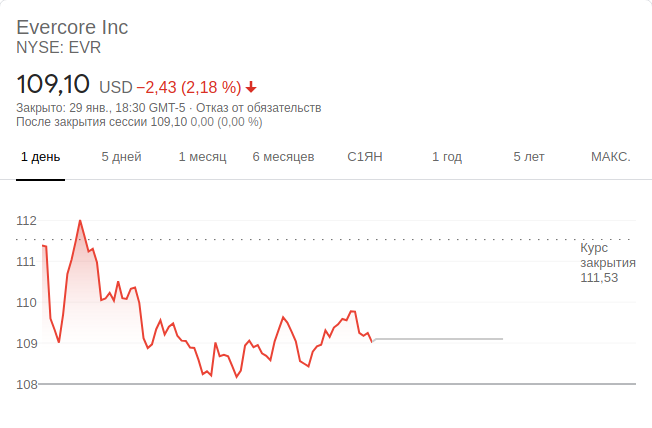 Evercore Inc
NYSE: EVR
109,10 USD −2,43 (2,18 %)
Закрыто: 29 янв., 18:30 GMT-5 · Отказ от обязательств
После закрытия сессии 109,10 0,00 (0,00 %)
1 день 5 дней 1 месяц 6 месяцев С1ЯН 1 год 5 лет МАКС.
112
Курс
закрытия
111,53
111
110
109
108